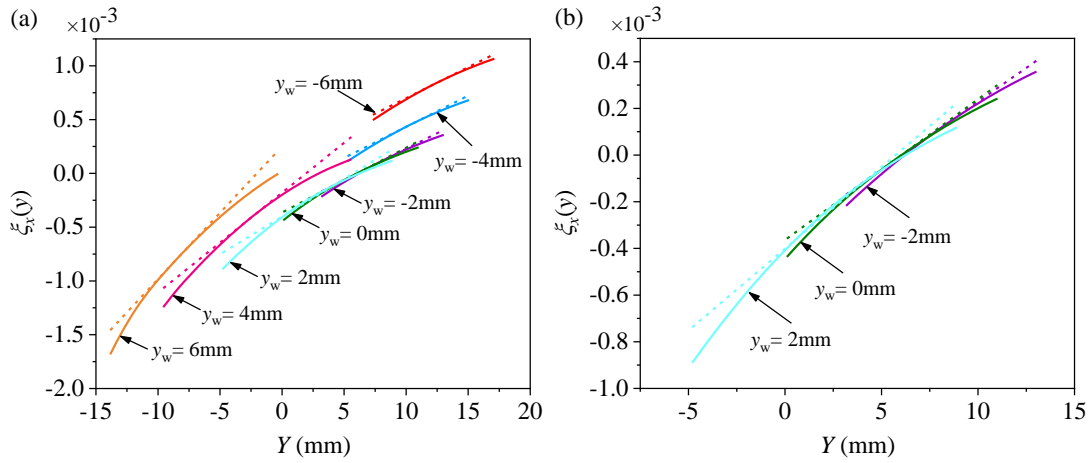 (a)
×10⁻³
1.0
0.5
0.0
-0.5
-1.0
-1.5
-2.0
ξx(y)
yw= -6mm
yw= -4mm
yw= -2mm
yw= 0mm
yw= 2mm
yw= 4mm
yw= 6mm
-15 -10 -5 0 5 10 15 20
Y (mm)
(b)
×10⁻³
0.4
0.2
0.0
-0.2
-0.4
-0.6
-0.8
-1.0
ξx(y)
yw= -2mm
yw= 0mm
yw= 2mm
-5 0 5 10 15
Y (mm)